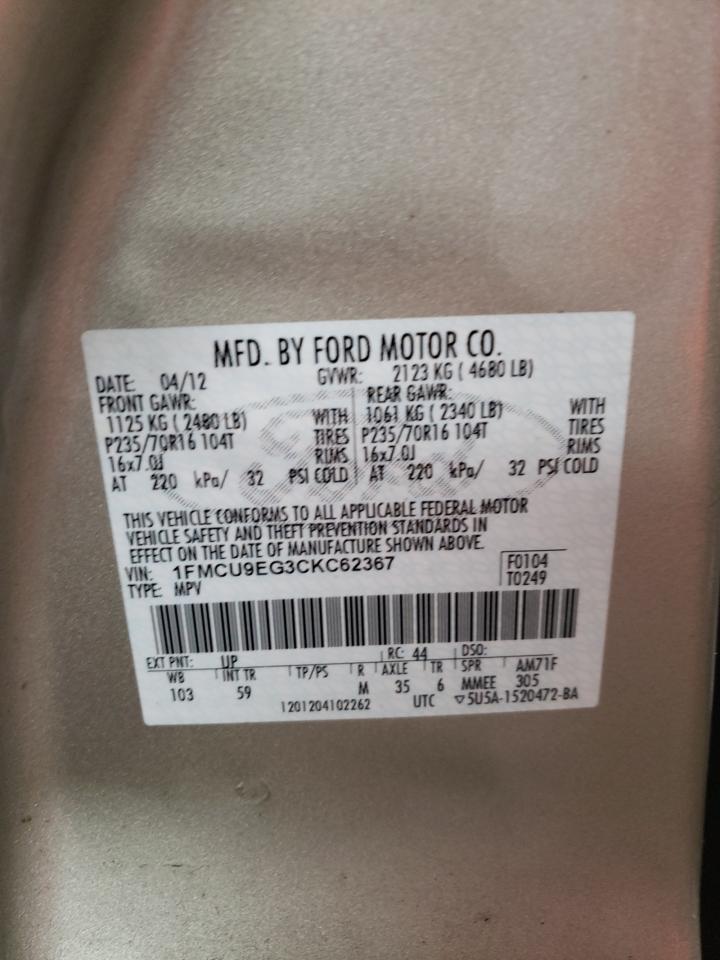 MFD. BY FORD MOTOR CO.
DATE: 04/12 GVWR: 2123 KG ( 4680 LB)
FRONT GAWR: REAR GAWR:
1125 KG ( 2480 LB) WITH 1061 KG ( 2340 LB) WITH
P235/70R16 104T TIRES P235/70R16 104T TIRES
16x7.0J RIMS 16x7.0J RIMS
AT 220 kPa/ 32 PSI COLD AT 220 kPa/ 32 PSI COLD
THIS VEHICLE CONFORMS TO ALL APPLICABLE FEDERAL MOTOR
VEHICLE SAFETY AND THEFT PREVENTION STANDARDS IN
EFFECT ON THE DATE OF MANUFACTURE SHOWN ABOVE.
VIN: 1FMCU9EG3CKC62367 F0104
TYPE: MPV T0249
EXT PNT: UP RC: 44 DSO:
WB INT TR TP/PS R AXLE TR SPR AM71F
103 59 M 35 6 MMEE 305
1201204102262 UTC ▽5U5A-1520472-BA